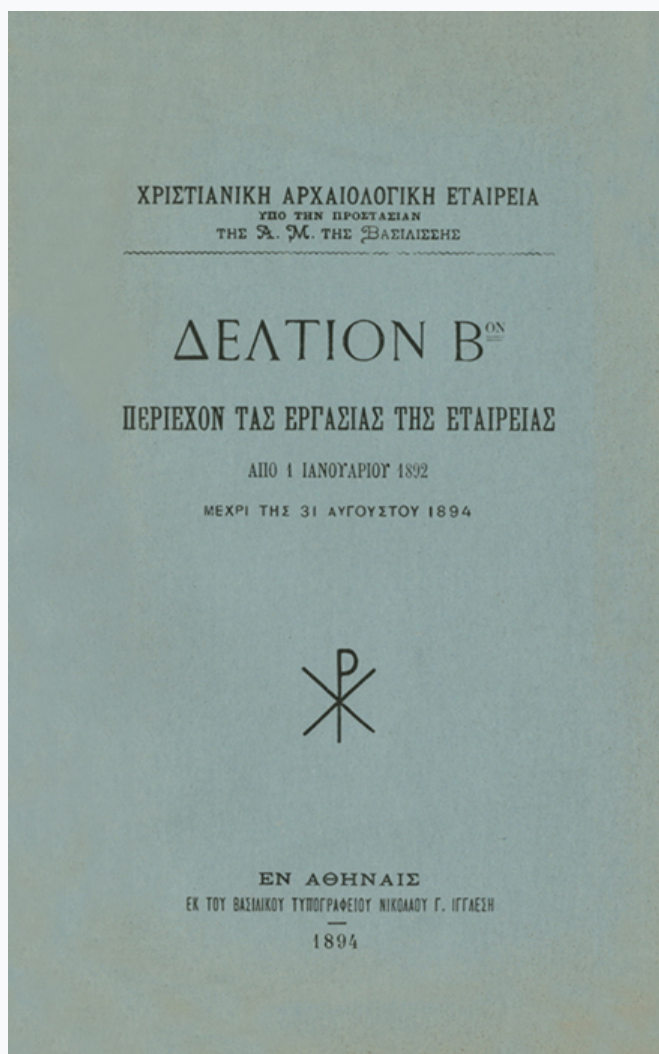 ΧΡΙΣΤΙΑΝΙΚΗ ΑΡΧΑΙΟΛΟΓΙΚΗ ΕΤΑΙΡΕΙΑ
ΥΠΟ ΤΗΝ ΠΡΟΣΤΑΣΙΑΝ
ΤΗΣ Α. Μ. ΤΗΣ ΒΑΣΙΛΙΣΣΗΣ
ΔΕΛΤΙΟΝ Βᴼᴺ
ΠΕΡΙΕΧΟΝ ΤΑΣ ΕΡΓΑΣΙΑΣ ΤΗΣ ΕΤΑΙΡΕΙΑΣ
ΑΠΟ 1 ΙΑΝΟΥΑΡΙΟΥ 1892
ΜΕΧΡΙ ΤΗΣ 31 ΑΥΓΟΥΣΤΟΥ 1894
ΕΝ ΑΘΗΝΑΙΣ
ΕΚ ΤΟΥ ΒΑΣΙΛΙΚΟΥ ΤΥΠΟΓΡΑΦΕΙΟΥ ΝΙΚΟΛΑΟΥ Γ. ΙΓΓΛΕΣΗ
1894